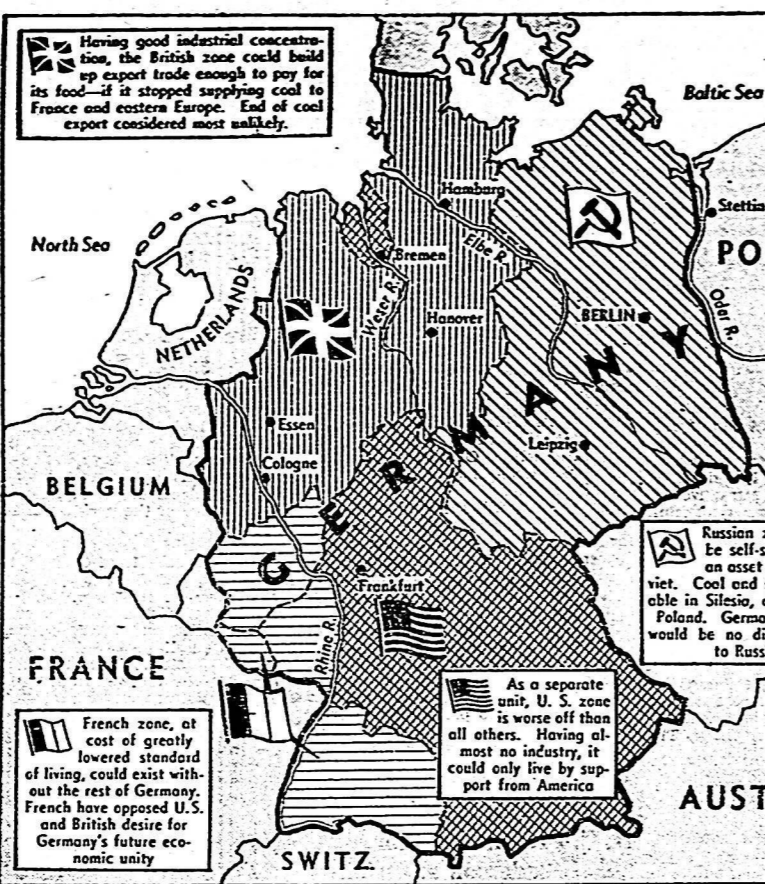 Having good industrial concentra-
tion, the British zone could build
up export trade enough to pay for
its food—if it stopped supplying coal to
France and eastern Europe. End of coal
export considered most unlikely.
Baltic Sea
Hamburg
Stettin
North Sea
Elbe R.
Bremen
PO
NETHERLANDS
Weser R.
Hanover
BERLIN
Oder R.
GERMANY
Essen
Leipzig
Cologne
BELGIUM
Russian z
be self-s
an asset
viet. Coal and
able in Silesia,
Poland. Germa
would be no di
to Russ
Frankfurt
Rhine R.
FRANCE
As a separate
unit, U. S. zone
is worse off than
all others. Having al-
most no industry, it
could only live by sup-
port from America
French zone, at
cost of greatly
lowered standard
of living, could exist with-
out the rest of Germany.
French have opposed U.S.
and British desire for
Germany's future eco-
nomic unity
AUST
SWITZ.